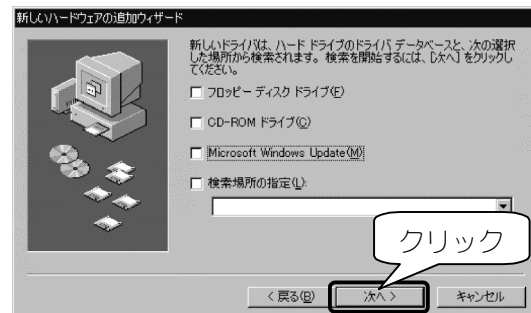 新しいハードウェアの追加ウィザード
新しいドライバは、ハード ドライブのドライバ データベースと、次の選択
した場所から検索されます。検索を開始するには、[次へ] をクリックし
てください。
フロッピー ディスク ドライブ(F)
CD-ROM ドライブ(C)
Microsoft Windows Update(M)
検索場所の指定(L):
クリック
< 戻る(B)
次へ >
キャンセル